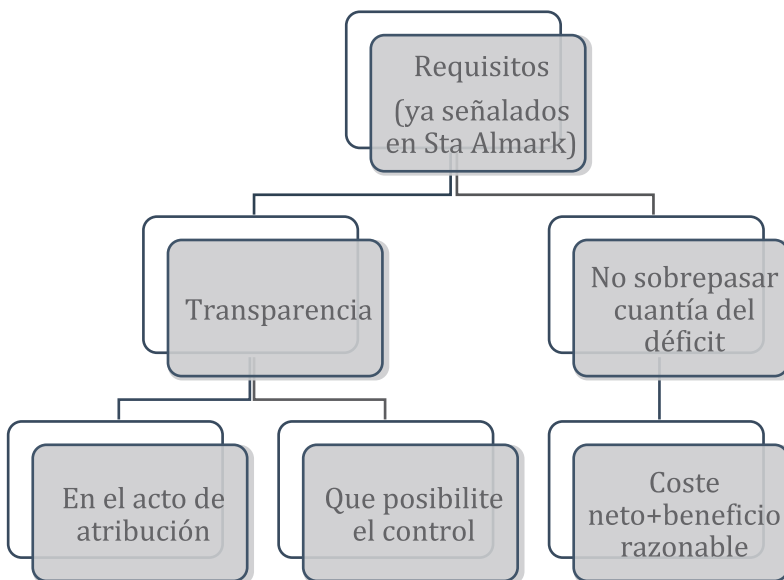 Requisitos
(ya señalados
en Sta Almark)
Transparencia
No sobrepasar
cuantía del
déficit
En el acto de
atribución
Que posibilite
el control
Coste
neto+beneficio
razonable